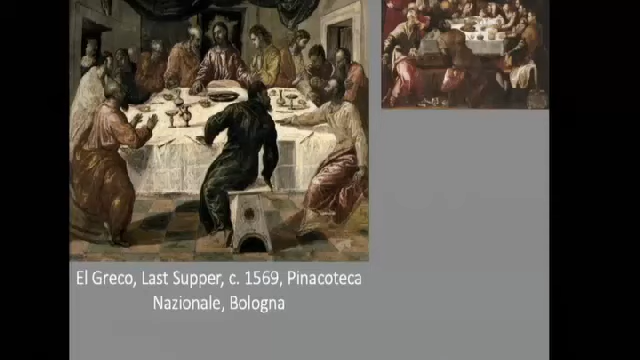 El Greco, Last Supper, c. 1569, Pinacoteca
Nazionale, Bologna